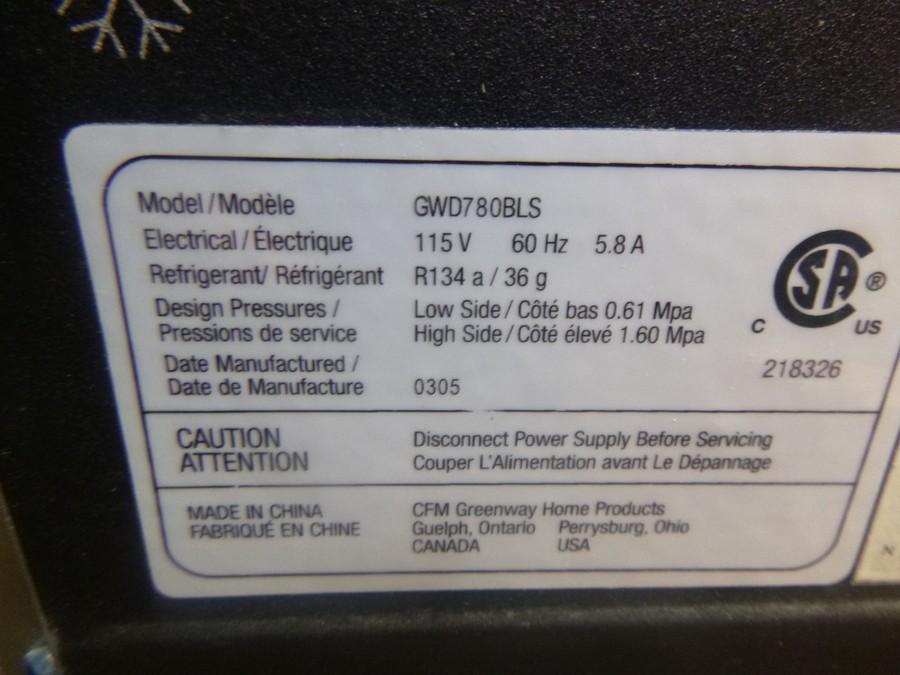 Model / Modèle GWD780BLS
Electrical / Électrique 115 V 60 Hz 5.8 A
Refrigerant/ Réfrigérant R134 a / 36 g
Design Pressures / Low Side / Côté bas 0.61 Mpa
Pressions de service High Side / Côté élevé 1.60 Mpa
SA ®
C US
218326
Date Manufactured /
Date de Manufacture 0305
CAUTION Disconnect Power Supply Before Servicing
ATTENTION Couper L'Alimentation avant Le Dépannage
MADE IN CHINA CFM Greenway Home Products
FABRIQUÉ EN CHINE Guelph, Ontario Perrysburg, Ohio
CANADA USA
N